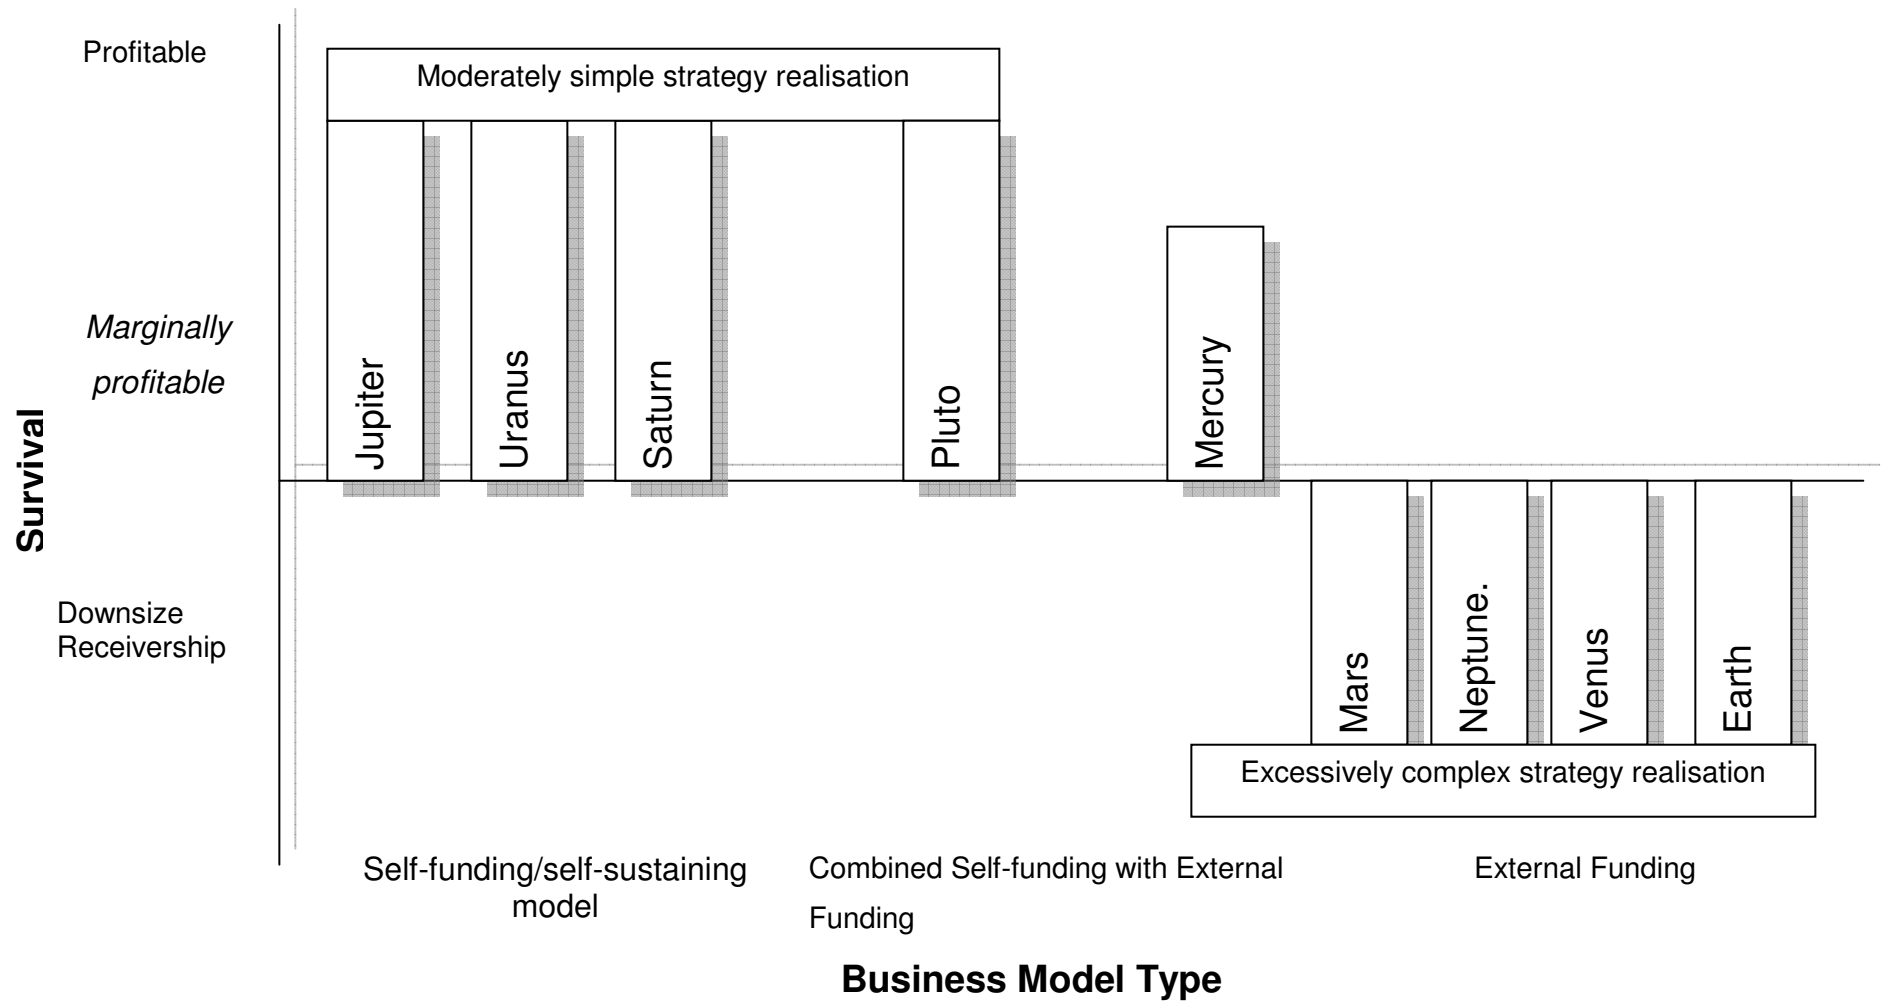 Profitable
Moderately simple strategy realisation
Marginally
profitable
Survival
Jupiter
Uranus
Saturn
Pluto
Mercury
Downsize
Receivership
Mars
Neptune.
Venus
Earth
Excessively complex strategy realisation
Self-funding/self-sustaining
model
Combined Self-funding with External
Funding
External Funding
Business Model Type